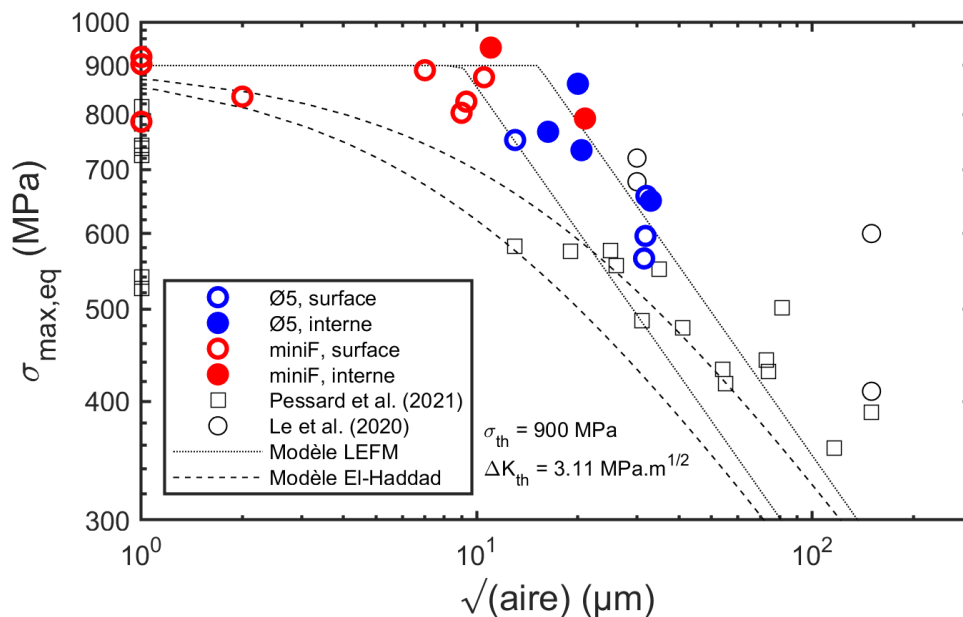 1000
900
800
700
600
500
400
300
σmax,eq (MPa)
Ø5, surface
Ø5, interne
miniF, surface
miniF, interne
Pessard et al. (2021)
Le et al. (2020)
Modèle LEFM
Modèle El-Haddad
σth = 900 MPa
ΔKth = 3.11 MPa.m1/2
10⁰
10¹
10²
√(aire) (µm)